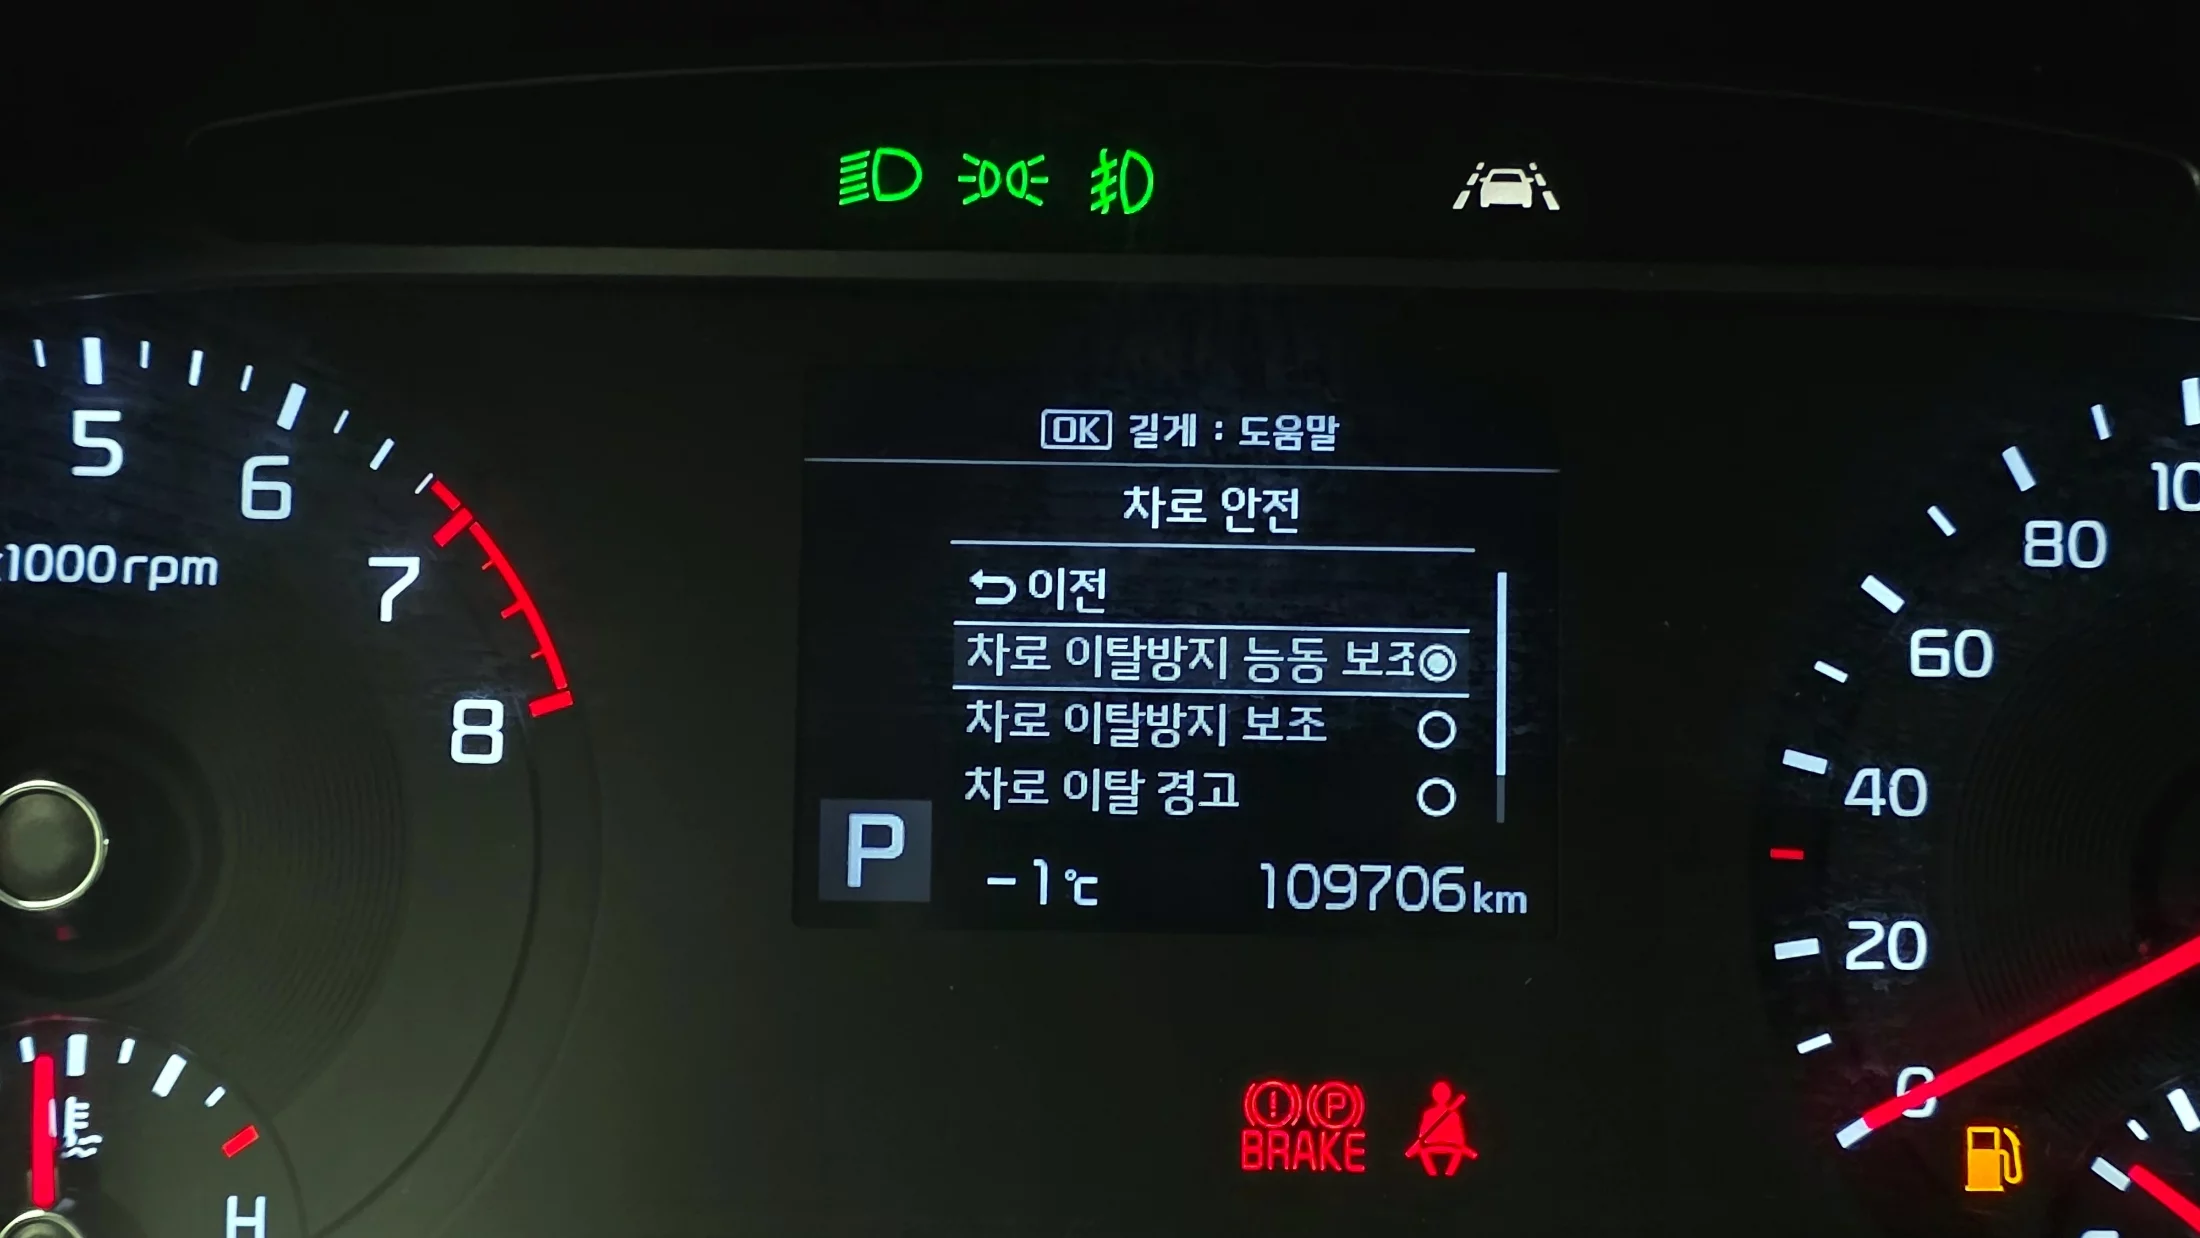 OK 길게 : 도움말
차로 안전
이전
차로 이탈방지 능동 보조
차로 이탈방지 보조
차로 이탈 경고
P
-1℃ 109706km
5
6
7
8
1000rpm
H
80
60
40
20
0
BRAKE
P